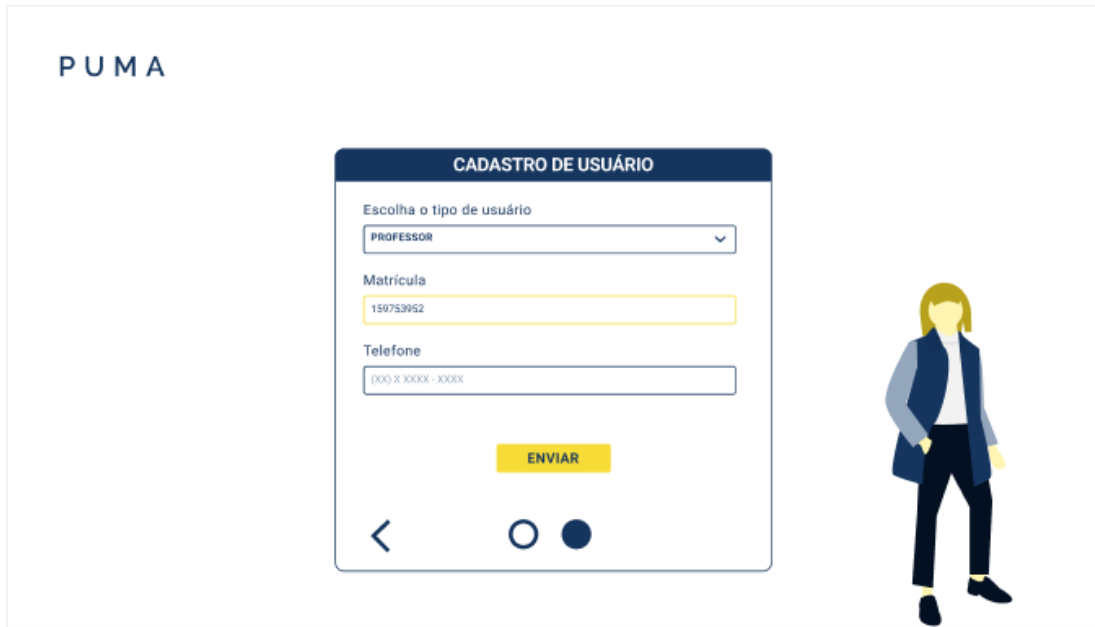 PUMA
CADASTRO DE USUÁRIO
Escolha o tipo de usuário
PROFESSOR
Matrícula
159753952
Telefone
(XX) X XXXX - XXXX
ENVIAR